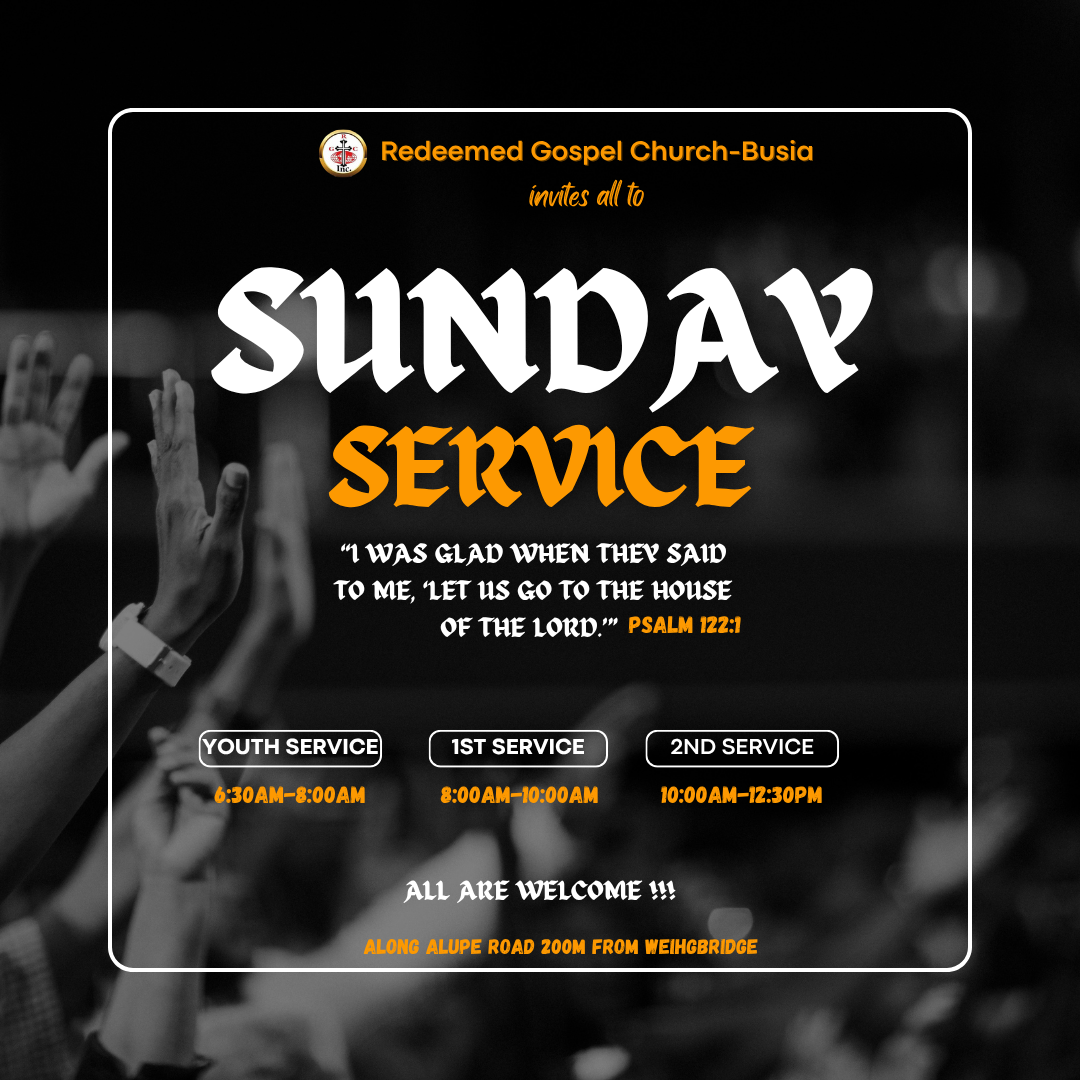 R
G C
Inc.
Redeemed Gospel Church-Busia
invites all to
SUNDAY
SERVICE
“I WAS GLAD WHEN THEY SAID
TO ME, ‘LET US GO TO THE HOUSE
OF THE LORD.’” PSALM 122:1
YOUTH SERVICE 1ST SERVICE 2ND SERVICE
6:30AM–8:00AM 8:00AM–10:00AM 10:00AM–12:30PM
ALL ARE WELCOME !!!
ALONG ALUPE ROAD 200M FROM WEIHGBRIDGE